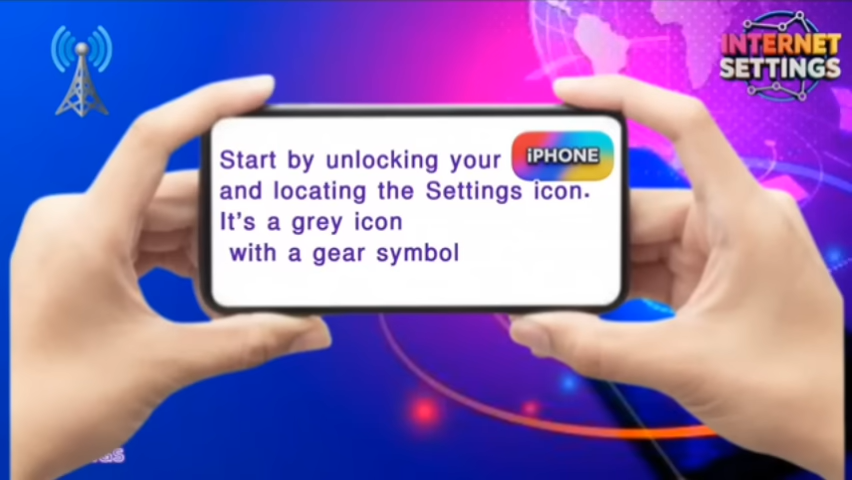 INTERNET
SETTINGS
Start by unlocking your iPHONE
and locating the Settings icon.
It's a grey icon
with a gear symbol